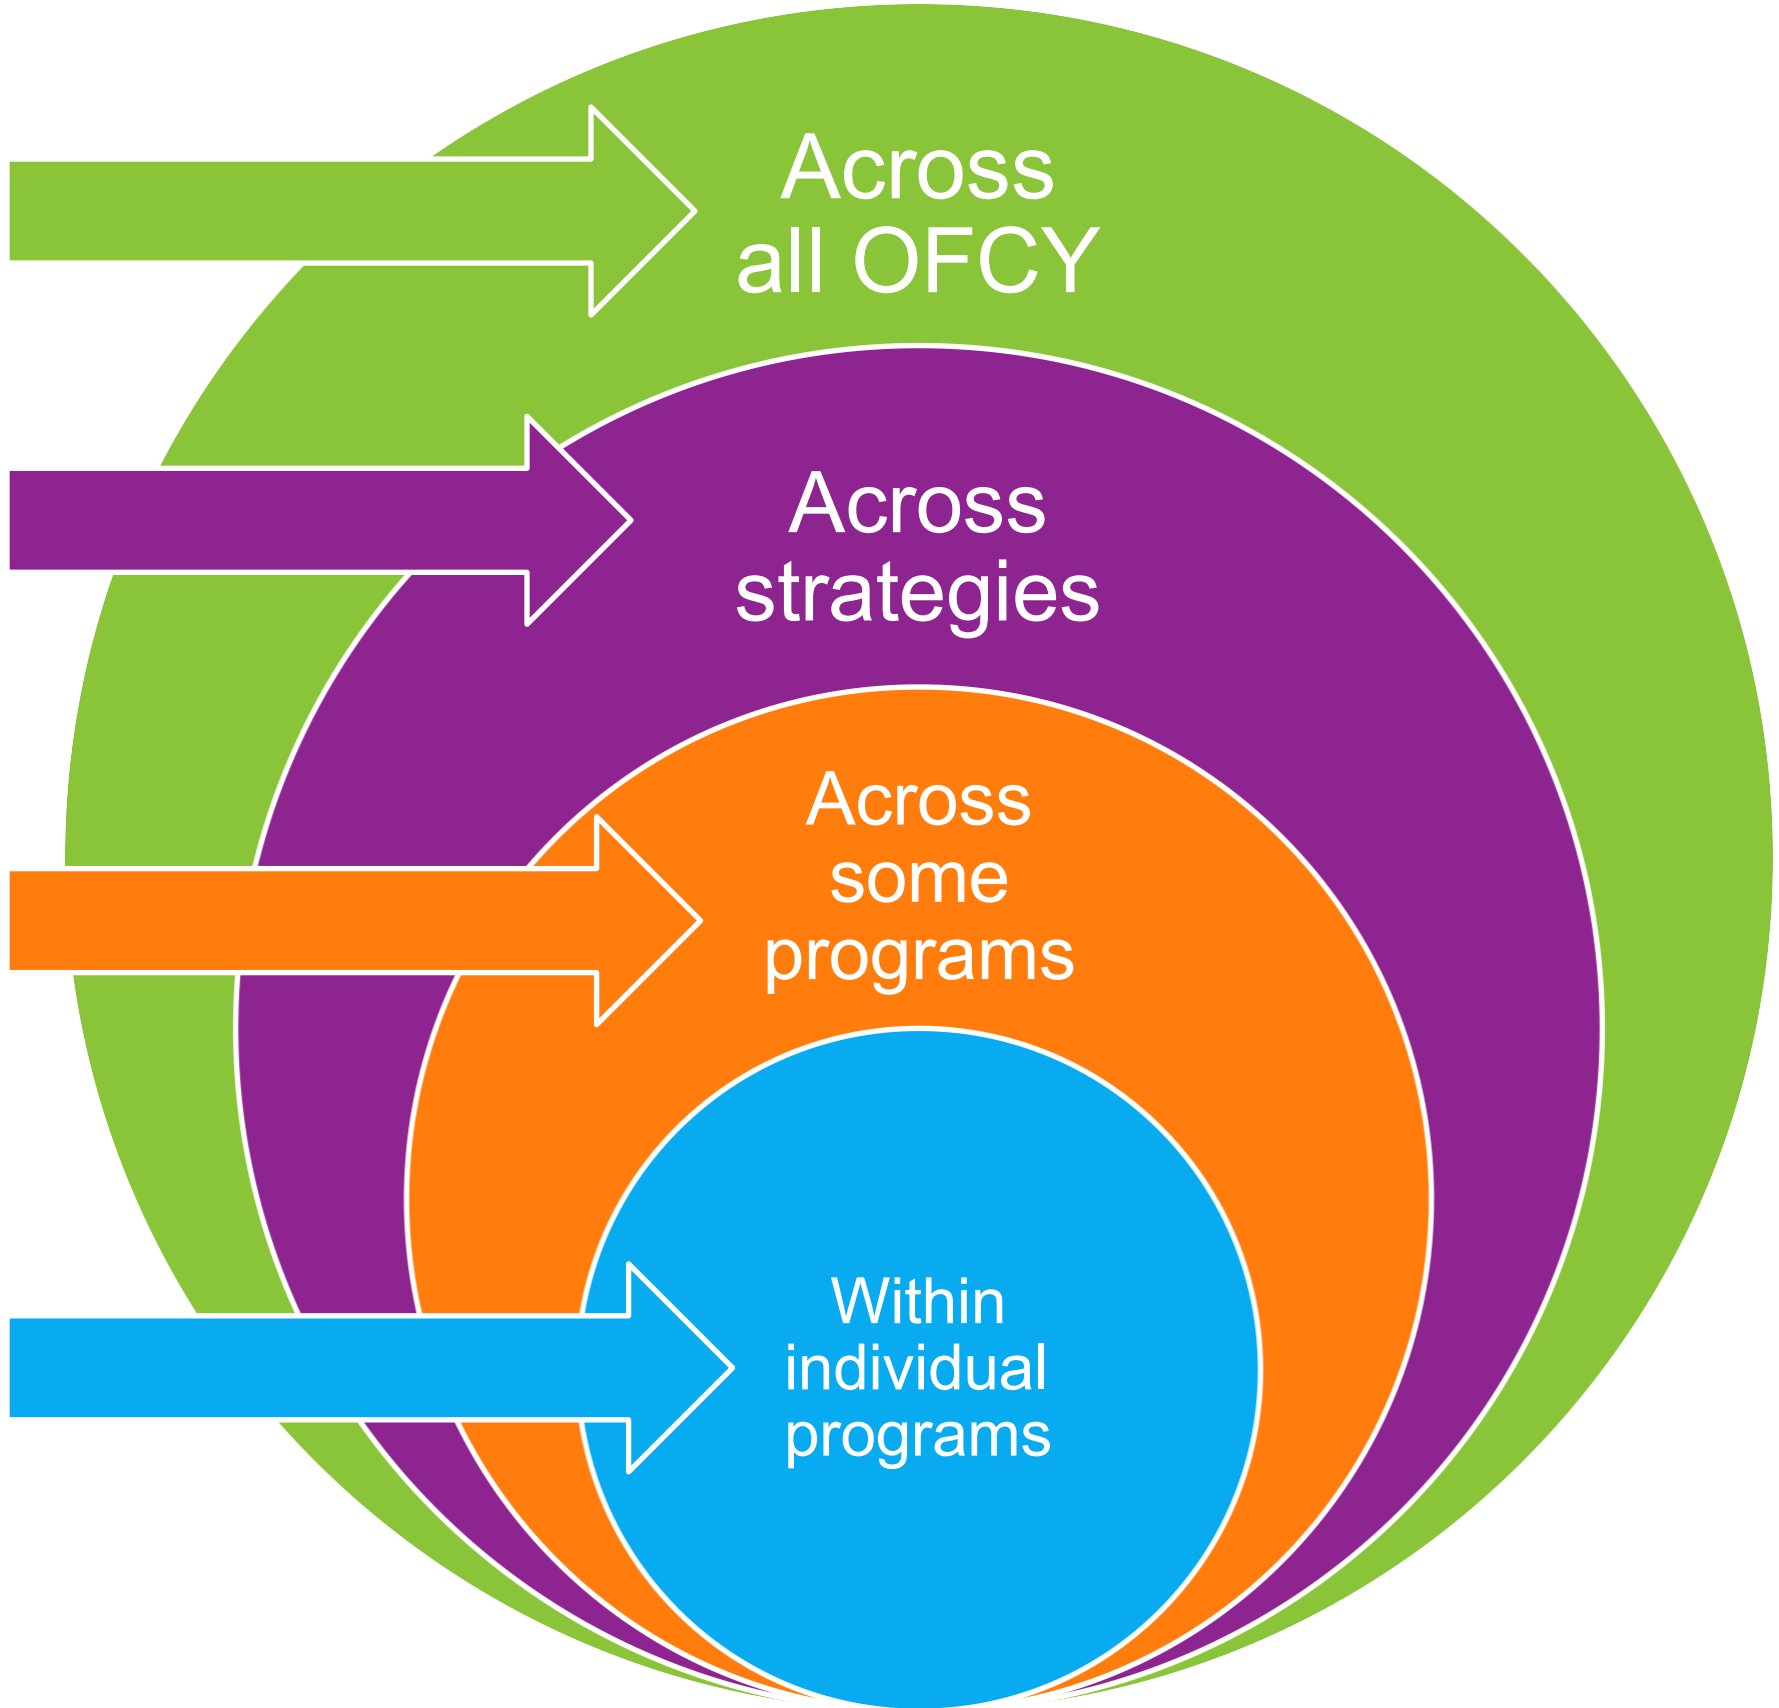 Across
all OFCY
Across
strategies
Across
some
programs
Within
individual
programs